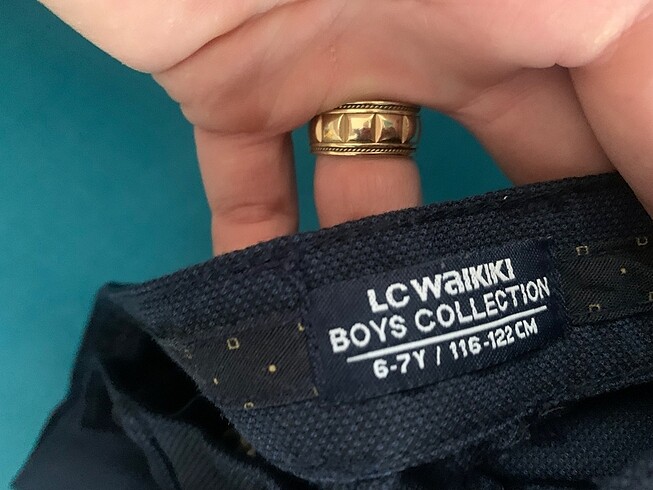 LC WaIKIKI
BOYS COLLECTION
6-7Y / 116-122 CM